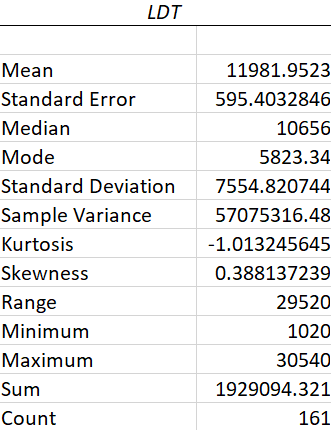 LDT
Mean 11981.9523
Standard Error 595.4032846
Median 10656
Mode 5823.34
Standard Deviation 7554.820744
Sample Variance 57075316.48
Kurtosis -1.013245645
Skewness 0.388137239
Range 29520
Minimum 1020
Maximum 30540
Sum 1929094.321
Count 161